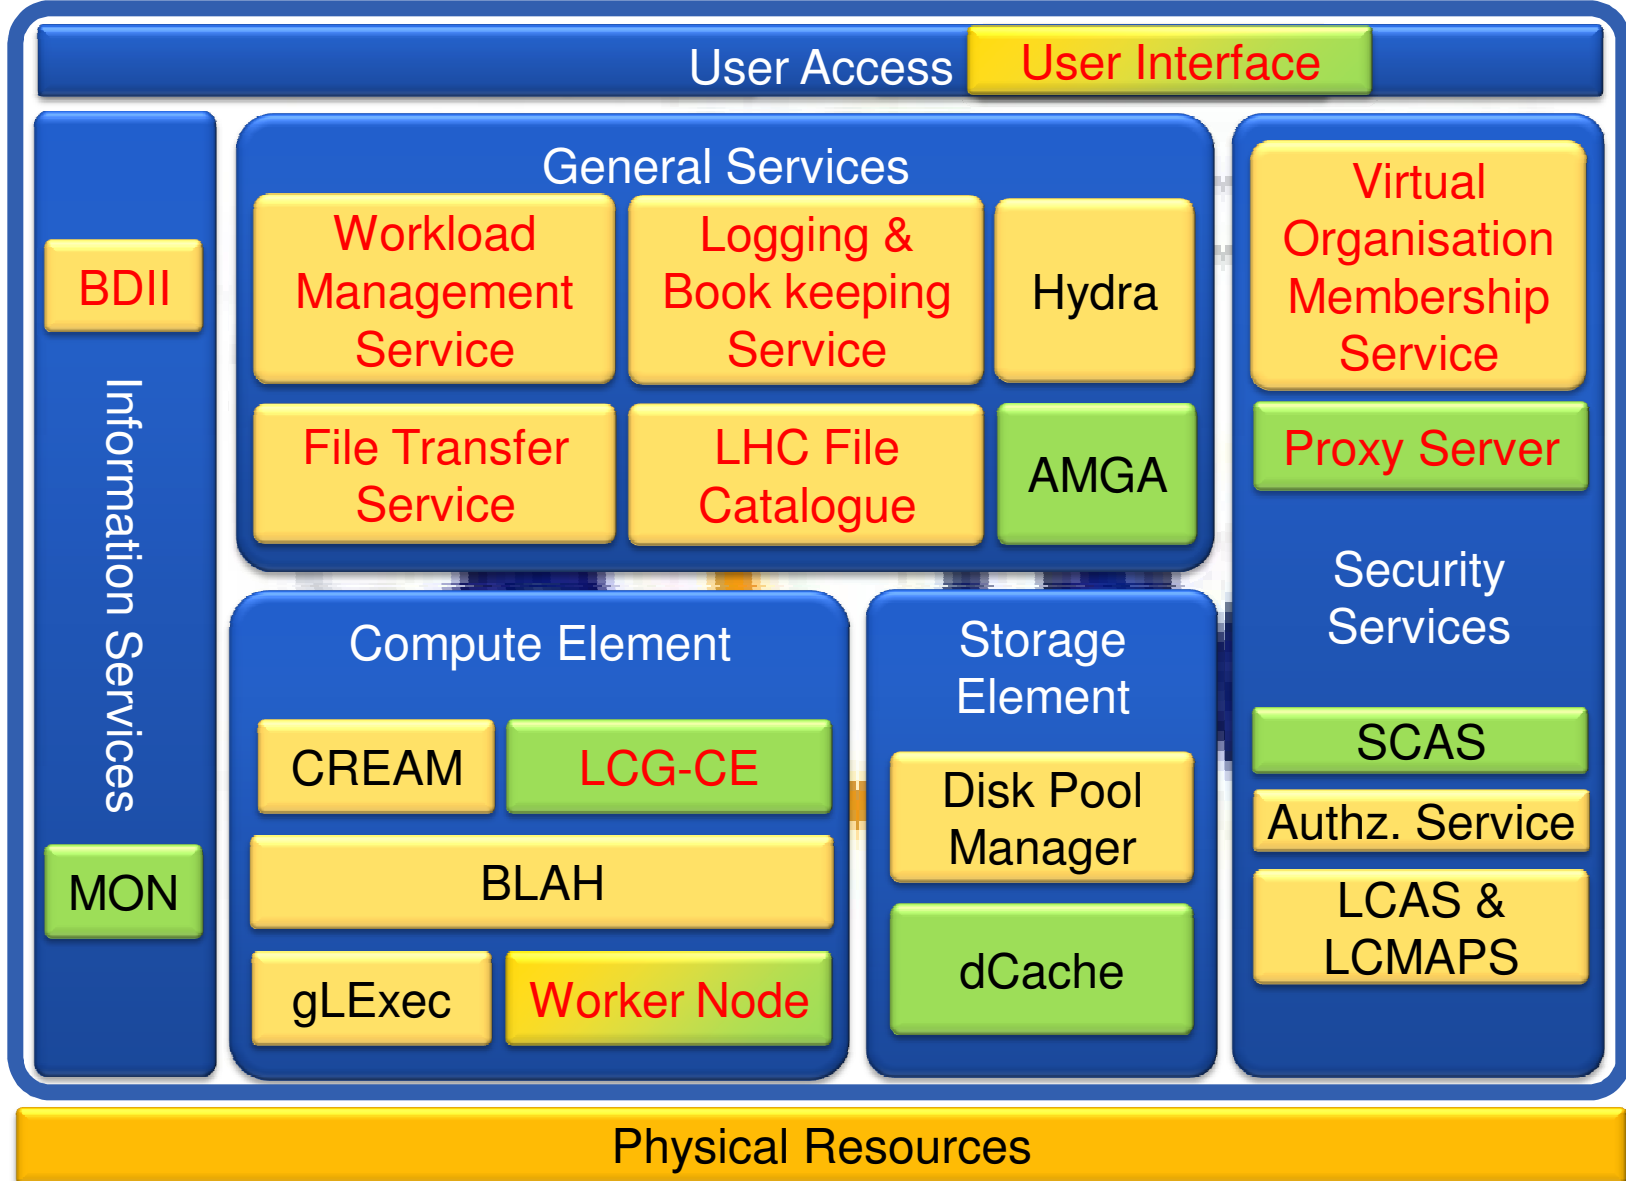 User Access
User Interface
BDII
Information Services
MON
General Services
Workload
Management
Service
Logging &
Book keeping
Service
Hydra
File Transfer
Service
LHC File
Catalogue
AMGA
Compute Element
CREAM
LCG-CE
BLAH
gLExec
Worker Node
Storage
Element
Disk Pool
Manager
dCache
Virtual
Organisation
Membership
Service
Proxy Server
Security
Services
SCAS
Authz. Service
LCAS &
LCMAPS
Physical Resources